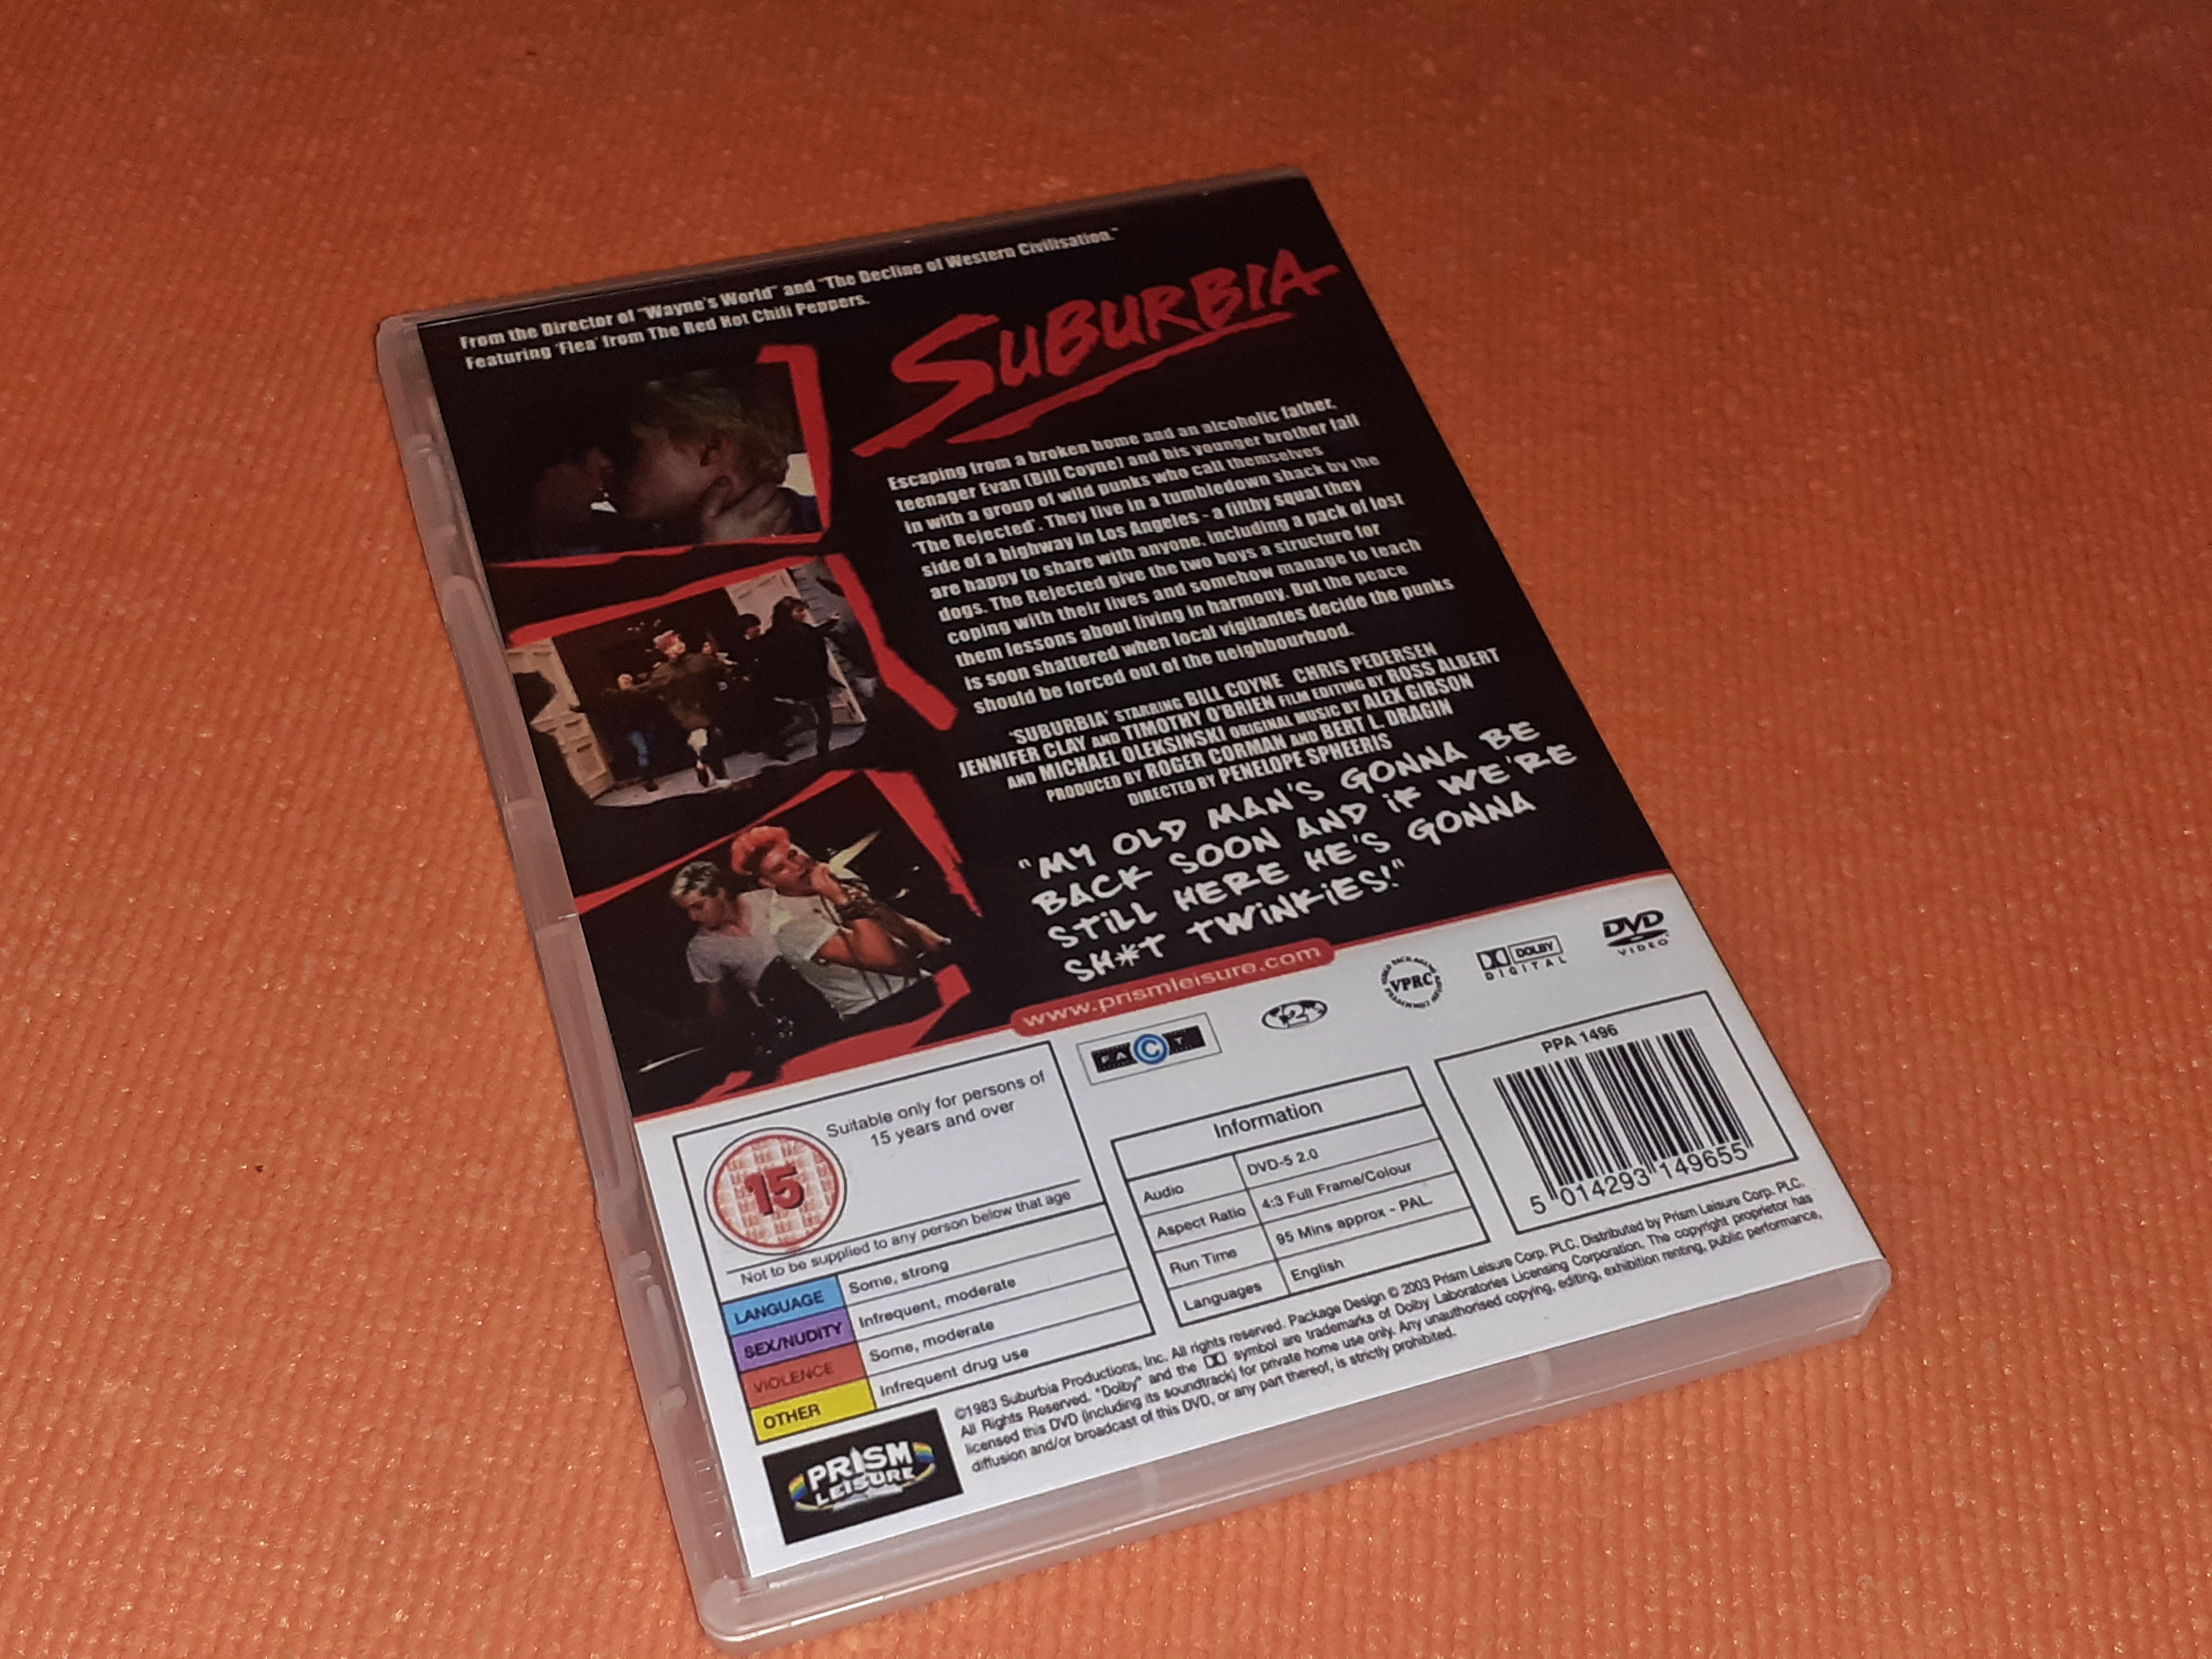 From the Director of "Wayne's World" and "The Decline of Western Civilisation."
Featuring 'Flea' from The Red Hot Chili Peppers.
SUBURBIA
Escaping from a broken home and an alcoholic father,
teenager Evan (Bill Coyne) and his younger brother fall
in with a group of wild punks who call themselves
'The Rejected'. They live in a tumbledown shack by the
side of a highway in Los Angeles - a filthy squat they
are happy to share with anyone, including a pack of lost
dogs. The Rejected give the two boys a structure for
coping with their lives and somehow manage to teach
them lessons about living in harmony. But the peace
is soon shattered when local vigilantes decide the punks
should be forced out of the neighbourhood.
'SUBURBIA' STARRING BILL COYNE CHRIS PEDERSEN
JENNIFER CLAY AND TIMOTHY O'BRIEN FILM EDITING BY ROSS ALBERT
AND MICHAEL OLEKSINSKI ORIGINAL MUSIC BY ALEX GIBSON
PRODUCED BY ROGER CORMAN AND BERT L. DRAGIN
DIRECTED BY PENELOPE SPHEERIS
"MY OLD MAN'S GONNA BE
BACK SOON AND iF WE'RE
STiLL HERE HE'S GONNA
SH*T TWiNKiES!"
www.prismleisure.com
FACT
2
VPRC
DOLBY
DIGITAL
DVD
VIDEO
15
Suitable only for persons of
15 years and over
Not to be supplied to any person below that age
LANGUAGE Some, strong
SEX/NUDITY Infrequent, moderate
VIOLENCE Some, moderate
OTHER Infrequent drug use
Information
Audio DVD-5 2.0
Aspect Ratio 4:3 Full Frame/Colour
Run Time 95 Mins approx - PAL
Languages English
PPA 1496
5 014293 149655
©1983 Suburbia Productions, Inc. All rights reserved. Package Design © 2003 Prism Leisure Corp. PLC. Distributed by Prism Leisure Corp. PLC.
All Rights Reserved. "Dolby" and the symbol are trademarks of Dolby Laboratories Licensing Corporation. The copyright proprietor has
licensed this DVD (including its soundtrack) for private home use only. Any unauthorised copying, editing, exhibition renting, public performance,
diffusion and/or broadcast of this DVD, or any part thereof, is strictly prohibited.
PRISM
LEISURE